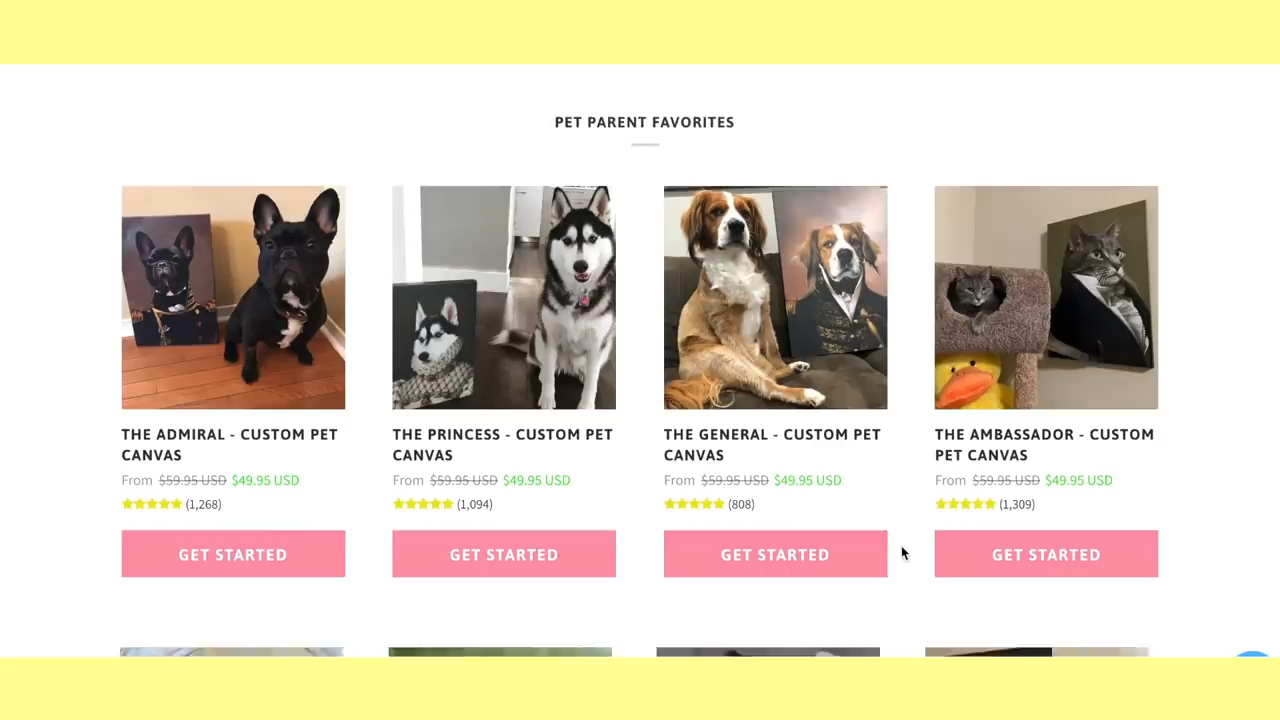 PET PARENT FAVORITES
THE ADMIRAL - CUSTOM PET
CANVAS
From $59.95 USD $49.95 USD
(1,268)
GET STARTED
THE PRINCESS - CUSTOM PET
CANVAS
From $59.95 USD $49.95 USD
(1,094)
GET STARTED
THE GENERAL - CUSTOM PET
CANVAS
From $59.95 USD $49.95 USD
(808)
GET STARTED
THE AMBASSADOR - CUSTOM
PET CANVAS
From $59.95 USD $49.95 USD
(1,309)
GET STARTED